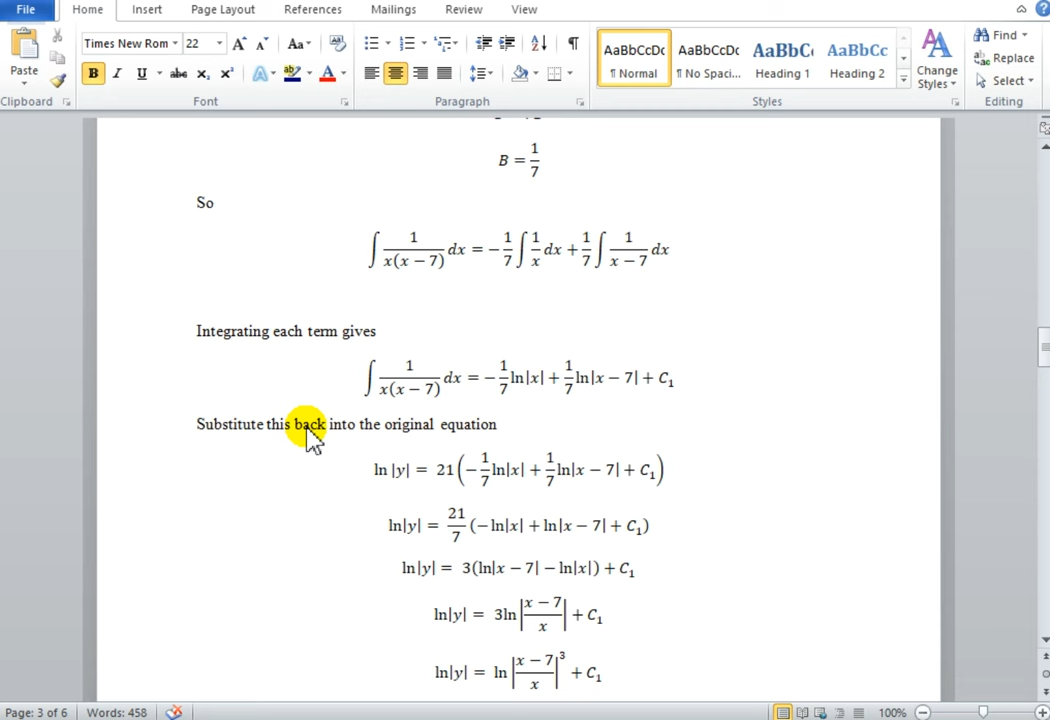 File Home Insert Page Layout References Mailings Review View
Times New Rom 22 Aa
Paste
B I U abc x₂ x² A A
AaBbCcDc AaBbCcDc AaBbC AaBbCc
¶ Normal ¶ No Spaci... Heading 1 Heading 2
Change Styles
Find
Replace
Select
Clipboard Font Paragraph Styles Editing
B = 1/7
So
∫ 1/(x(x − 7)) dx = −1/7 ∫ 1/x dx + 1/7 ∫ 1/(x − 7) dx
Integrating each term gives
∫ 1/(x(x − 7)) dx = −1/7 ln|x| + 1/7 ln|x − 7| + C₁
Substitute this back into the original equation
ln |y| = 21(−1/7 ln|x| + 1/7 ln|x − 7| + C₁)
ln|y| = 21/7 (−ln|x| + ln|x − 7| + C₁)
ln|y| = 3(ln|x − 7| − ln|x|) + C₁
ln|y| = 3ln|(x − 7)/x| + C₁
ln|y| = ln|(x − 7)/x|³ + C₁
Page: 3 of 6 Words: 458 100%